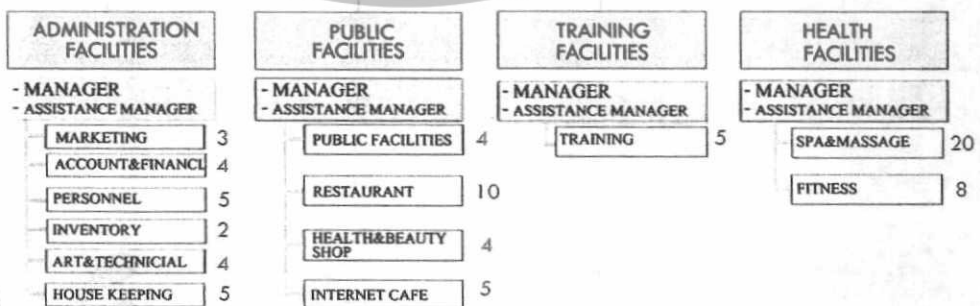 ADMINISTRATION
FACILITIES
- MANAGER
- ASSISTANCE MANAGER
MARKETING 3
ACCOUNT&FINANCL 4
PERSONNEL 5
INVENTORY 2
ART&TECHNICIAL 4
HOUSE KEEPING 5
PUBLIC
FACILITIES
- MANAGER
- ASSISTANCE MANAGER
PUBLIC FACILITIES 4
RESTAURANT 10
HEALTH&BEAUTY
SHOP 4
INTERNET CAFE 5
TRAINING
FACILITIES
- MANAGER
- ASSISTANCE MANAGER
TRAINING 5
HEALTH
FACILITIES
- MANAGER
- ASSISTANCE MANAGER
SPA&MASSAGE 20
FITNESS 8